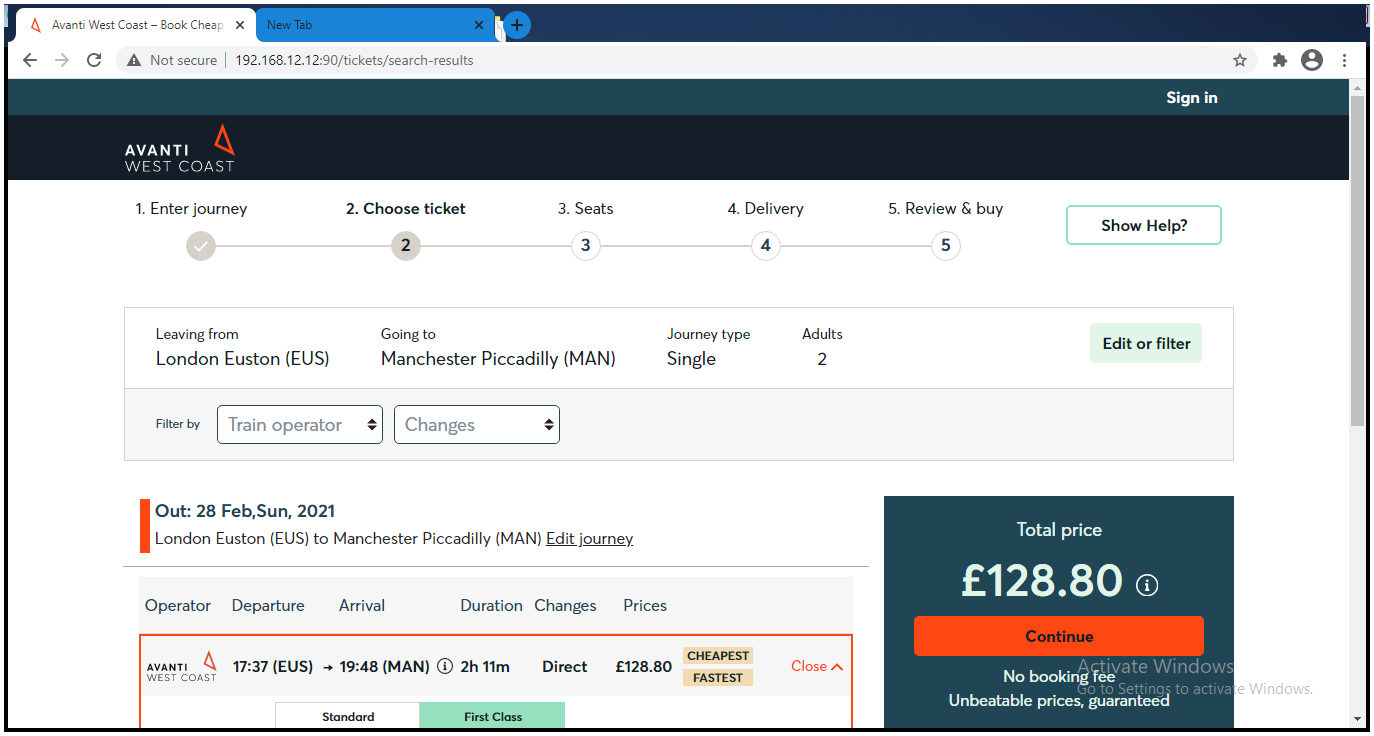 Avanti West Coast – Book Cheap
New Tab
Not secure 192.168.12.12:90/tickets/search-results
Sign in
AVANTI
WEST COAST
1. Enter journey 2. Choose ticket 3. Seats 4. Delivery 5. Review & buy
Show Help?
2 3 4 5
Leaving from Going to Journey type Adults
London Euston (EUS) Manchester Piccadilly (MAN) Single 2
Edit or filter
Filter by Train operator Changes
Out: 28 Feb,Sun, 2021
London Euston (EUS) to Manchester Piccadilly (MAN) Edit journey
Operator Departure Arrival Duration Changes Prices
AVANTI
WEST COAST
17:37 (EUS) → 19:48 (MAN) i 2h 11m Direct £128.80
CHEAPEST
FASTEST
Close
Standard First Class
Total price
£128.80 i
Continue
No booking fee
Unbeatable prices, guaranteed
Activate Windows
Go to Settings to activate Windows.